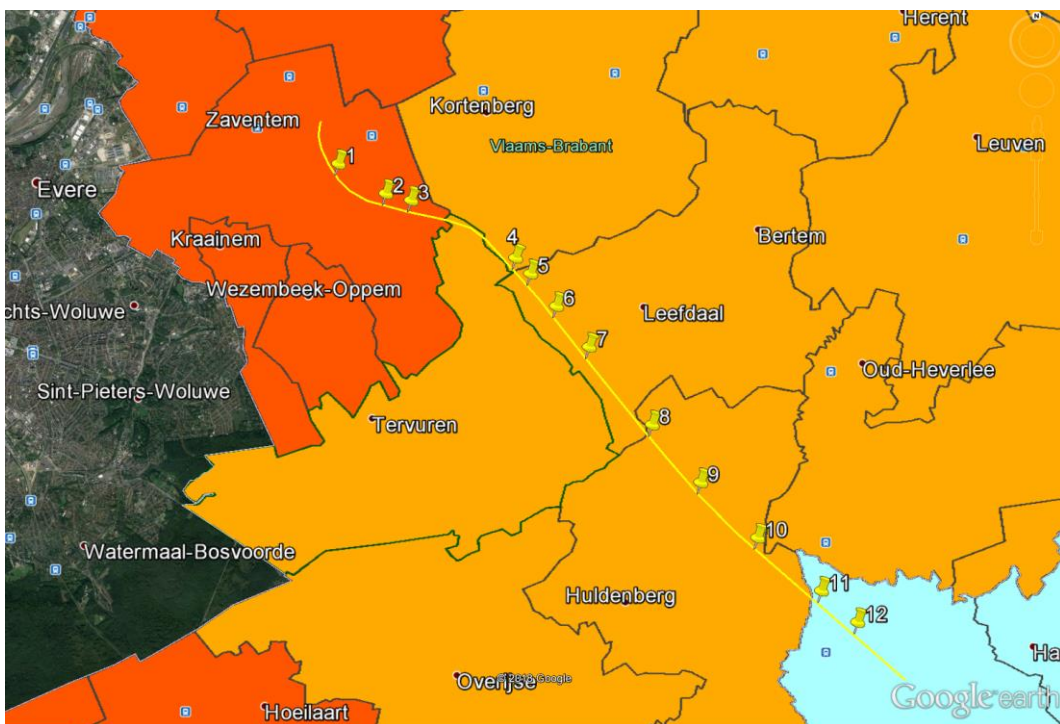 Herent
N
Kortenberg
Zaventem
Vlaams-Brabant
Leuven
1
Evere
2
3
Kraainem
4
Bertem
5
Wezembeek-Oppem
6
chts-Woluwe
Leefdaal
7
Oud-Heverlee
Sint-Pieters-Woluwe
Tervuren
8
9
10
Watermaal-Bosvoorde
11
Huldenberg
12
Ha
Overijse
Google earth
Hoeilaart